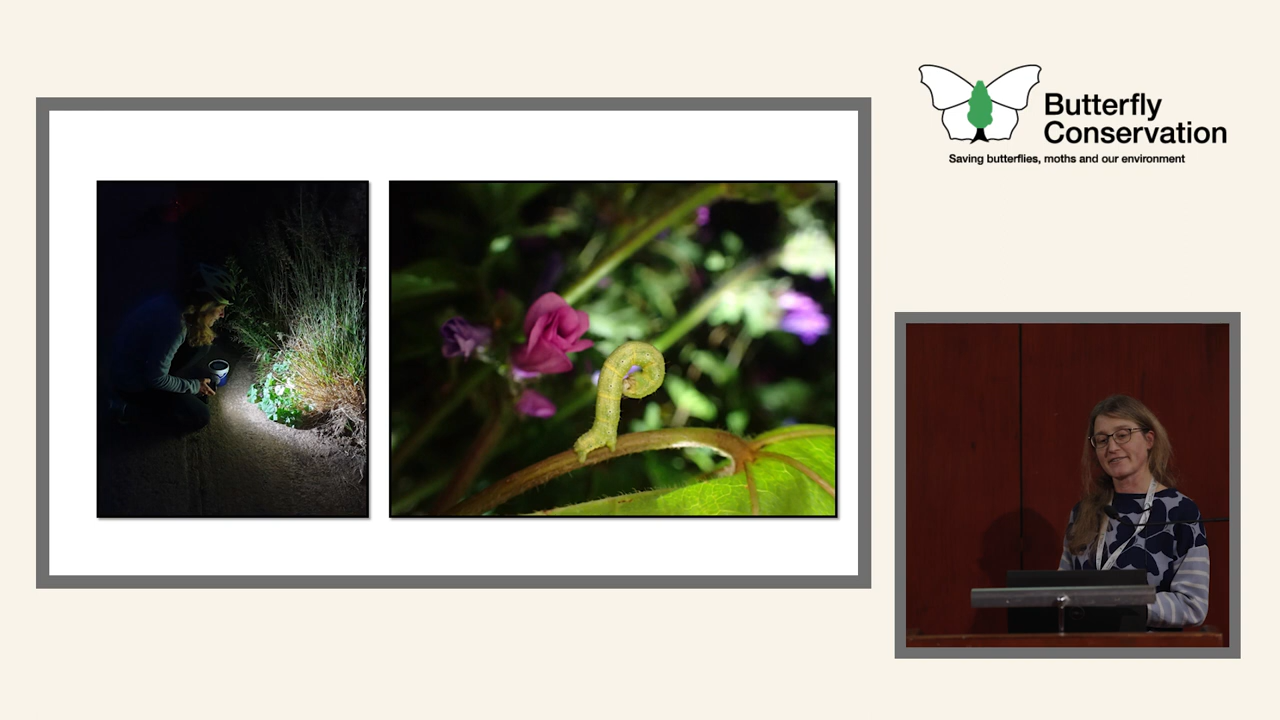 Butterfly
Conservation
Saving butterflies, moths and our environment